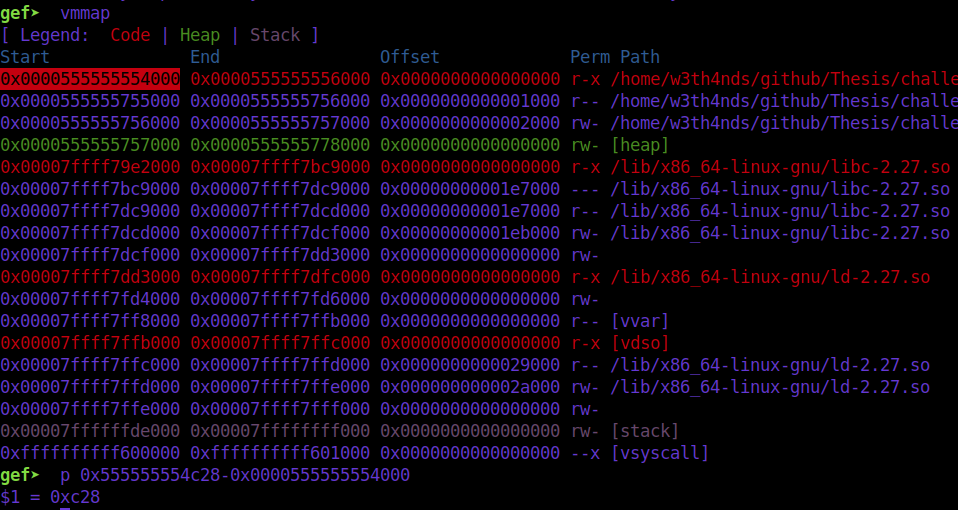 gef➤  vmmap
[ Legend:  Code | Heap | Stack ]
Start              End                Offset             Perm Path
0x0000555555554000 0x0000555555556000 0x0000000000000000 r-x /home/w3th4nds/github/Thesis/challe
0x0000555555755000 0x0000555555756000 0x0000000000001000 r-- /home/w3th4nds/github/Thesis/challe
0x0000555555756000 0x0000555555757000 0x0000000000002000 rw- /home/w3th4nds/github/Thesis/challe
0x0000555555757000 0x0000555555778000 0x0000000000000000 rw- [heap]
0x00007ffff79e2000 0x00007ffff7bc9000 0x0000000000000000 r-x /lib/x86_64-linux-gnu/libc-2.27.so
0x00007ffff7bc9000 0x00007ffff7dc9000 0x00000000001e7000 --- /lib/x86_64-linux-gnu/libc-2.27.so
0x00007ffff7dc9000 0x00007ffff7dcd000 0x00000000001e7000 r-- /lib/x86_64-linux-gnu/libc-2.27.so
0x00007ffff7dcd000 0x00007ffff7dcf000 0x00000000001eb000 rw- /lib/x86_64-linux-gnu/libc-2.27.so
0x00007ffff7dcf000 0x00007ffff7dd3000 0x0000000000000000 rw-
0x00007ffff7dd3000 0x00007ffff7dfc000 0x0000000000000000 r-x /lib/x86_64-linux-gnu/ld-2.27.so
0x00007ffff7fd4000 0x00007ffff7fd6000 0x0000000000000000 rw-
0x00007ffff7ff8000 0x00007ffff7ffb000 0x0000000000000000 r-- [vvar]
0x00007ffff7ffb000 0x00007ffff7ffc000 0x0000000000000000 r-x [vdso]
0x00007ffff7ffc000 0x00007ffff7ffd000 0x0000000000029000 r-- /lib/x86_64-linux-gnu/ld-2.27.so
0x00007ffff7ffd000 0x00007ffff7ffe000 0x000000000002a000 rw- /lib/x86_64-linux-gnu/ld-2.27.so
0x00007ffff7ffe000 0x00007ffff7fff000 0x0000000000000000 rw-
0x00007ffffffde000 0x00007ffffffff000 0x0000000000000000 rw- [stack]
0xffffffffff600000 0xffffffffff601000 0x0000000000000000 --x [vsyscall]
gef➤  p 0x555555554c28-0x0000555555554000
$1 = 0xc28